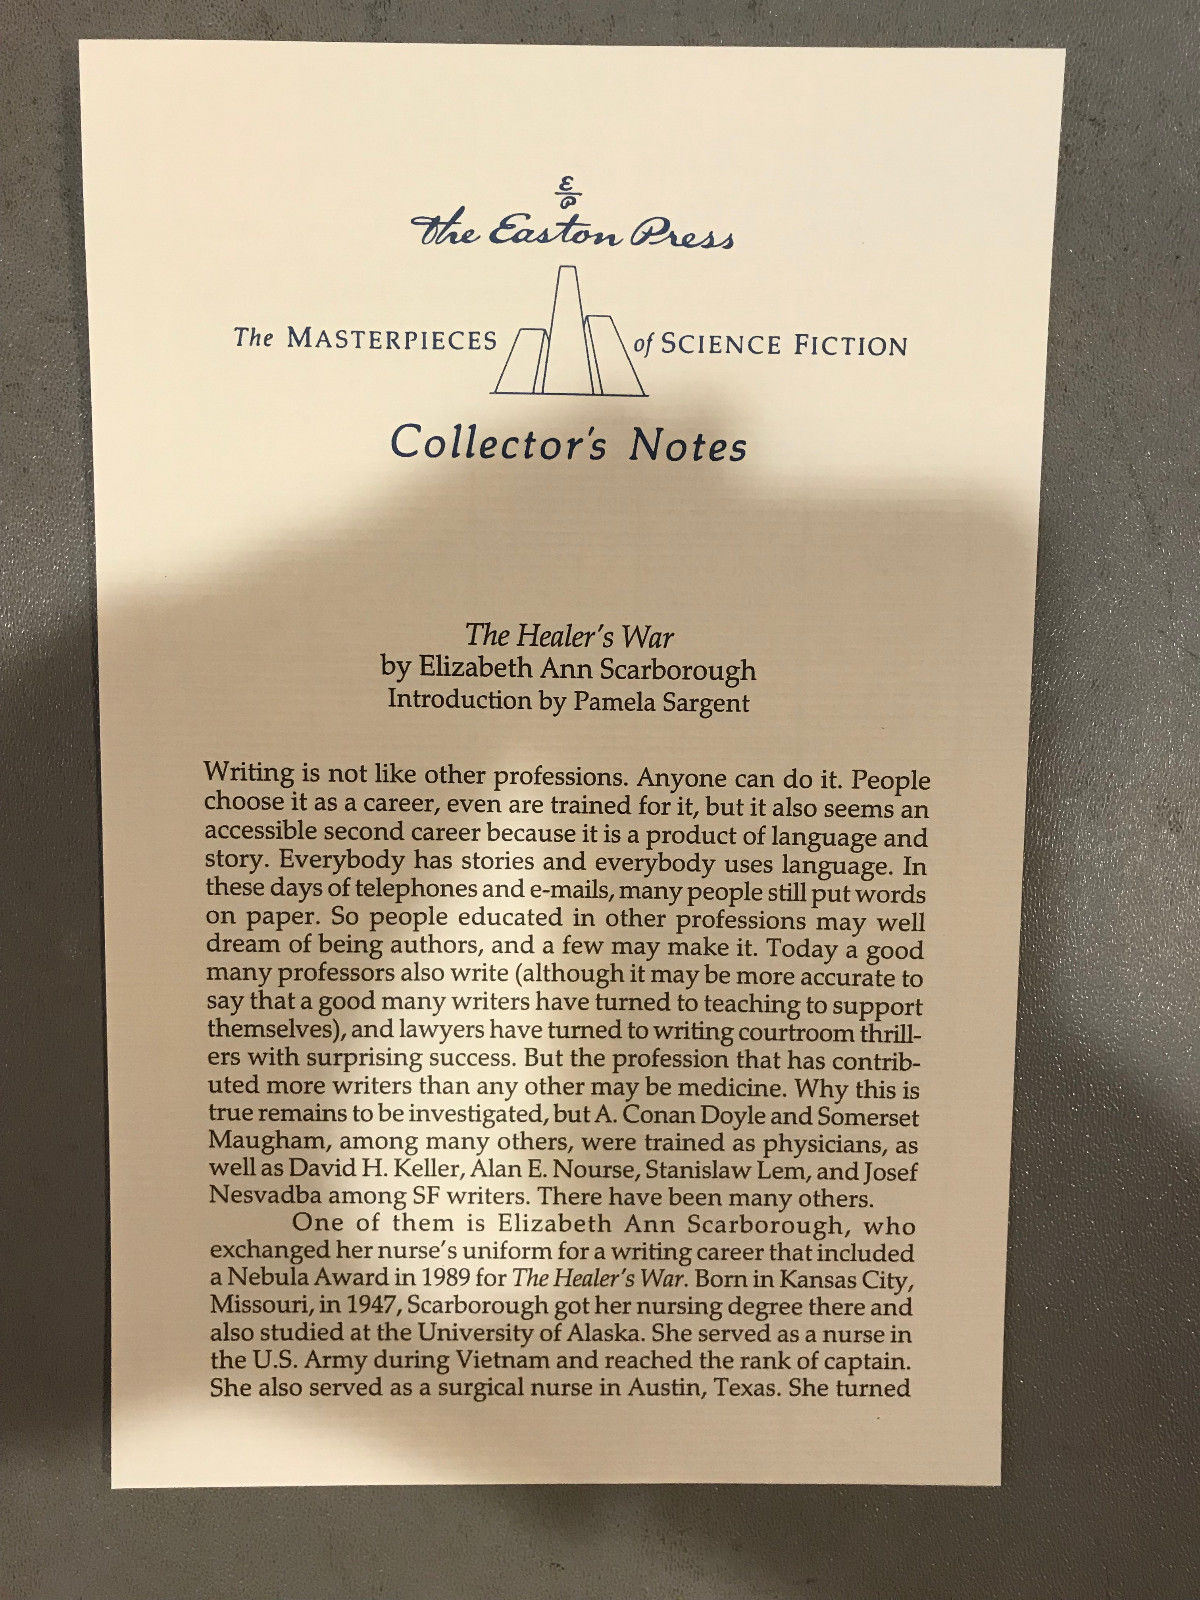 E
P
The Easton Press
The MASTERPIECES of SCIENCE FICTION
Collector's Notes
The Healer's War
by Elizabeth Ann Scarborough
Introduction by Pamela Sargent
Writing is not like other professions. Anyone can do it. People
choose it as a career, even are trained for it, but it also seems an
accessible second career because it is a product of language and
story. Everybody has stories and everybody uses language. In
these days of telephones and e-mails, many people still put words
on paper. So people educated in other professions may well
dream of being authors, and a few may make it. Today a good
many professors also write (although it may be more accurate to
say that a good many writers have turned to teaching to support
themselves), and lawyers have turned to writing courtroom thrill-
ers with surprising success. But the profession that has contrib-
uted more writers than any other may be medicine. Why this is
true remains to be investigated, but A. Conan Doyle and Somerset
Maugham, among many others, were trained as physicians, as
well as David H. Keller, Alan E. Nourse, Stanislaw Lem, and Josef
Nesvadba among SF writers. There have been many others.
One of them is Elizabeth Ann Scarborough, who
exchanged her nurse's uniform for a writing career that included
a Nebula Award in 1989 for The Healer's War. Born in Kansas City,
Missouri, in 1947, Scarborough got her nursing degree there and
also studied at the University of Alaska. She served as a nurse in
the U.S. Army during Vietnam and reached the rank of captain.
She also served as a surgical nurse in Austin, Texas. She turned